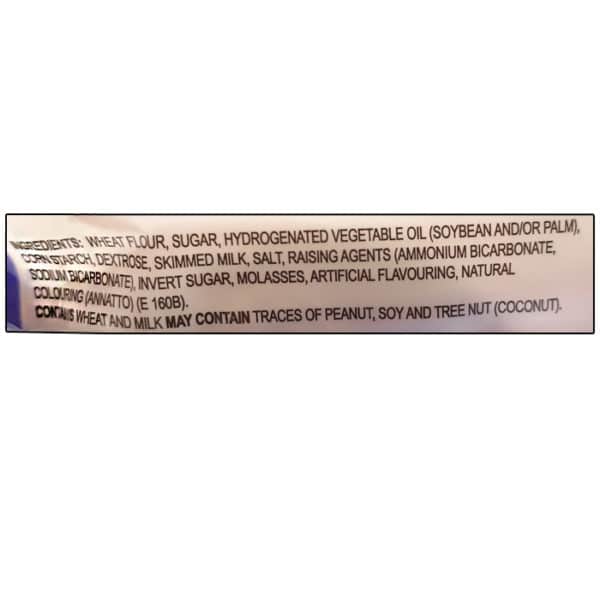 INGREDIENTS: WHEAT FLOUR, SUGAR, HYDROGENATED VEGETABLE OIL (SOYBEAN AND/OR PALM),
CORN STARCH, DEXTROSE, SKIMMED MILK, SALT, RAISING AGENTS (AMMONIUM BICARBONATE,
SODIUM BICARBONATE), INVERT SUGAR, MOLASSES, ARTIFICIAL FLAVOURING, NATURAL
COLOURING (ANNATTO) (E 160B).
CONTAINS WHEAT AND MILK MAY CONTAIN TRACES OF PEANUT, SOY AND TREE NUT (COCONUT).